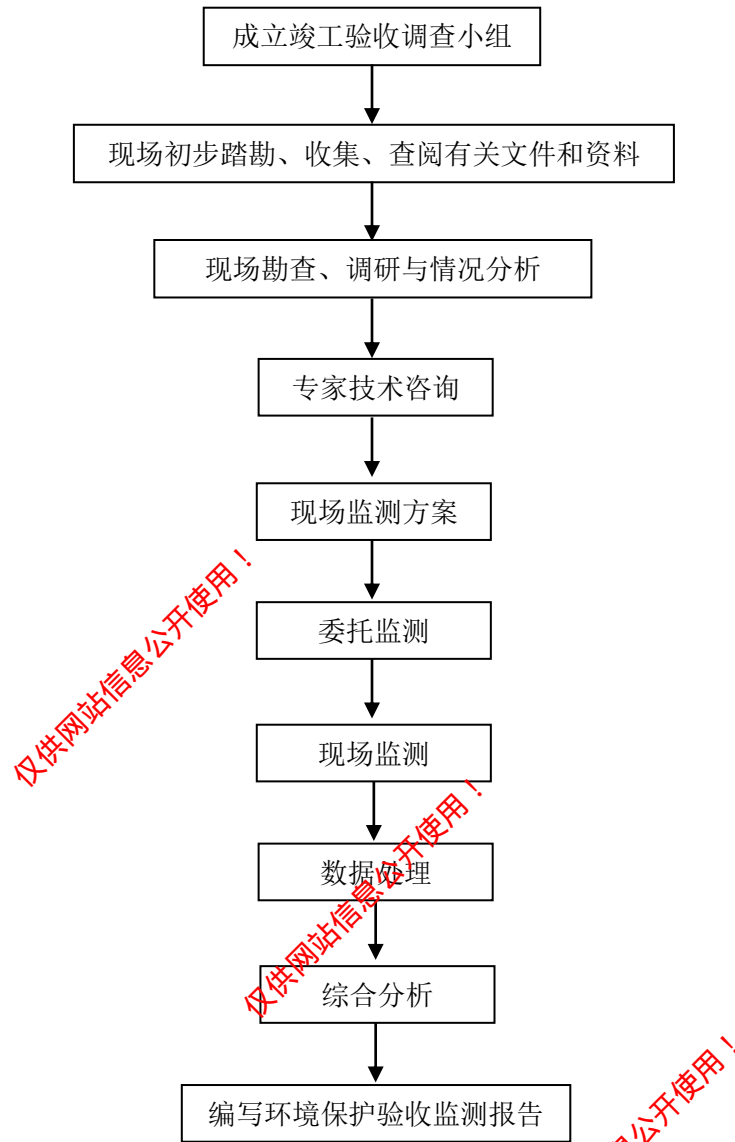 成立竣工验收调查小组
现场初步踏勘、收集、查阅有关文件和资料
现场勘查、调研与情况分析
专家技术咨询
现场监测方案
仅供网站信息公开使用！
委托监测
现场监测
数据处理
仅供网站信息公开使用！
综合分析
编写环境保护验收监测报告
息公开使用！